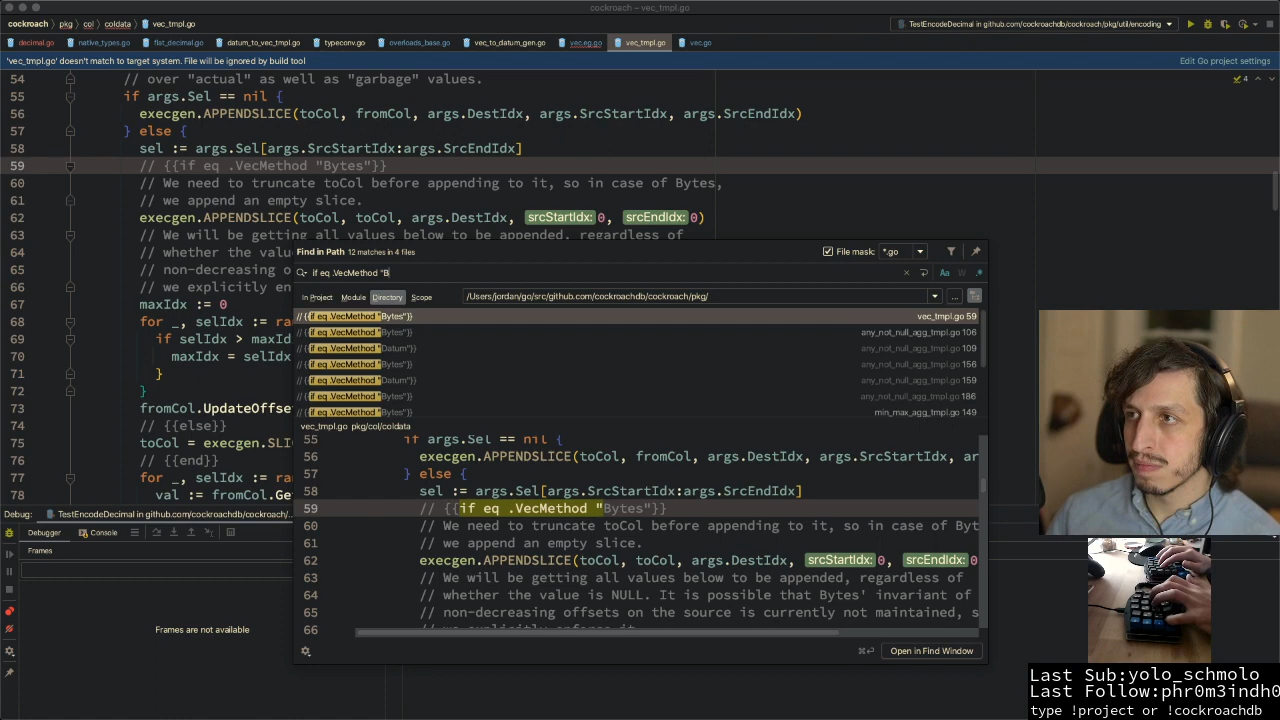 cockroach – vec_tmpl.go
cockroach › pkg › col › coldata › vec_tmpl.go
TestEncodeDecimal in github.com/cockroachdb/cockroach/pkg/util/encoding
decimal.go native_types.go flat_decimal.go datum_to_vec_tmpl.go typeconv.go overloads_base.go vec_to_datum_gen.go vec.eg.go vec_tmpl.go vec.go
'vec_tmpl.go' doesn't match to target system. File will be ignored by build tool Edit Go project settings
54 // over "actual" as well as "garbage" values.
4
55 if args.Sel == nil {
56 execgen.APPENDSLICE(toCol, fromCol, args.DestIdx, args.SrcStartIdx, args.SrcEndIdx)
57 } else {
58 sel := args.Sel[args.SrcStartIdx:args.SrcEndIdx]
59 // {{if eq .VecMethod "Bytes"}}
60 // We need to truncate toCol before appending to it, so in case of Bytes,
61 // we append an empty slice.
62 execgen.APPENDSLICE(toCol, toCol, args.DestIdx, srcStartIdx: 0, srcEndIdx: 0)
63 // We will be getting all values below to be appended, regardless of
64 // whether the valu
65 // non-decreasing o
66 // we explicitly en
67 maxIdx := 0
68 for _, selIdx := ra
69 if selIdx > maxId
70 maxIdx = selIdx
71 }
72 }
73 fromCol.UpdateOffse
74 // {{else}}
75 toCol = execgen.SLI
76 // {{end}}
77 for _, selIdx := ra
78 val := fromCol.Ge
Find in Path 12 matches in 4 files
File mask: *.go
if eq .VecMethod "B
Aa W .*
In Project Module Directory Scope /Users/jordan/go/src/github.com/cockroachdb/cockroach/pkg/ ...
// {{if eq .VecMethod "Bytes"}} vec_tmpl.go 59
// {{if eq .VecMethod "Bytes"}} any_not_null_agg_tmpl.go 106
// {{if eq .VecMethod "Datum"}} any_not_null_agg_tmpl.go 109
// {{if eq .VecMethod "Bytes"}} any_not_null_agg_tmpl.go 156
// {{if eq .VecMethod "Datum"}} any_not_null_agg_tmpl.go 159
// {{if eq .VecMethod "Bytes"}} any_not_null_agg_tmpl.go 186
// {{if eq .VecMethod "Bytes"}} min_max_agg_tmpl.go 149
vec_tmpl.go pkg/col/coldata
55 if args.Sel == nil {
56 execgen.APPENDSLICE(toCol, fromCol, args.DestIdx, args.SrcStartIdx, ar
57 } else {
58 sel := args.Sel[args.SrcStartIdx:args.SrcEndIdx]
59 // {{if eq .VecMethod "Bytes"}}
60 // We need to truncate toCol before appending to it, so in case of Byt
61 // we append an empty slice.
62 execgen.APPENDSLICE(toCol, toCol, args.DestIdx, srcStartIdx: 0, srcEndIdx: 0
63 // We will be getting all values below to be appended, regardless of
64 // whether the value is NULL. It is possible that Bytes' invariant of
65 // non-decreasing offsets on the source is currently not maintained, s
66 // we explicitly enforce it
⌘↵ Open in Find Window
Debug: TestEncodeDecimal in github.com/cockroachdb/cockroach/...
Debugger Console
Frames
Frames are not available
Last Sub:yolo_schmolo
Last Follow:phr0m3indh0
type !project or !cockroachdb